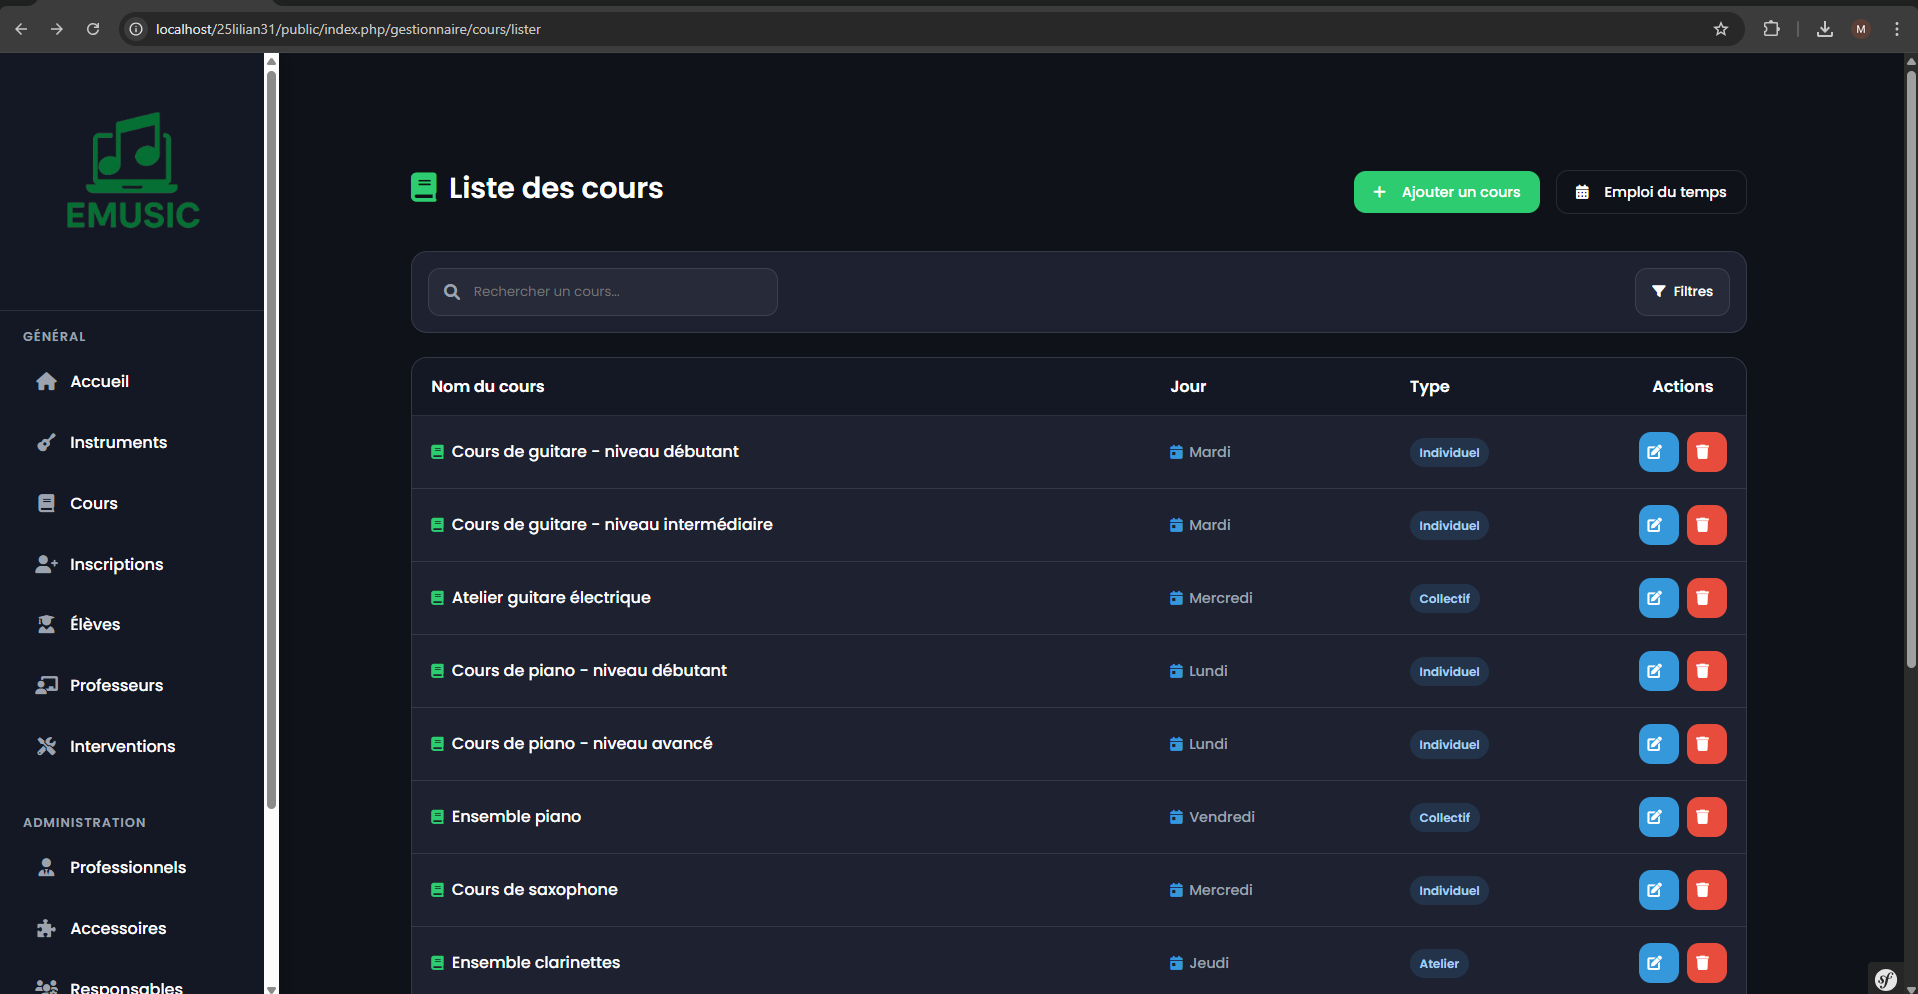 localhost/25lilian31/public/index.php/gestionnaire/cours/lister
M
EMUSIC
GÉNÉRAL
Accueil
Instruments
Cours
Inscriptions
Élèves
Professeurs
Interventions
ADMINISTRATION
Professionnels
Accessoires
Responsables
Liste des cours
+ Ajouter un cours
Emploi du temps
Rechercher un cours...
Filtres
Nom du cours Jour Type Actions
Cours de guitare - niveau débutant Mardi Individuel
Cours de guitare - niveau intermédiaire Mardi Individuel
Atelier guitare électrique Mercredi Collectif
Cours de piano - niveau débutant Lundi Individuel
Cours de piano - niveau avancé Lundi Individuel
Ensemble piano Vendredi Collectif
Cours de saxophone Mercredi Individuel
Ensemble clarinettes Jeudi Atelier
sf